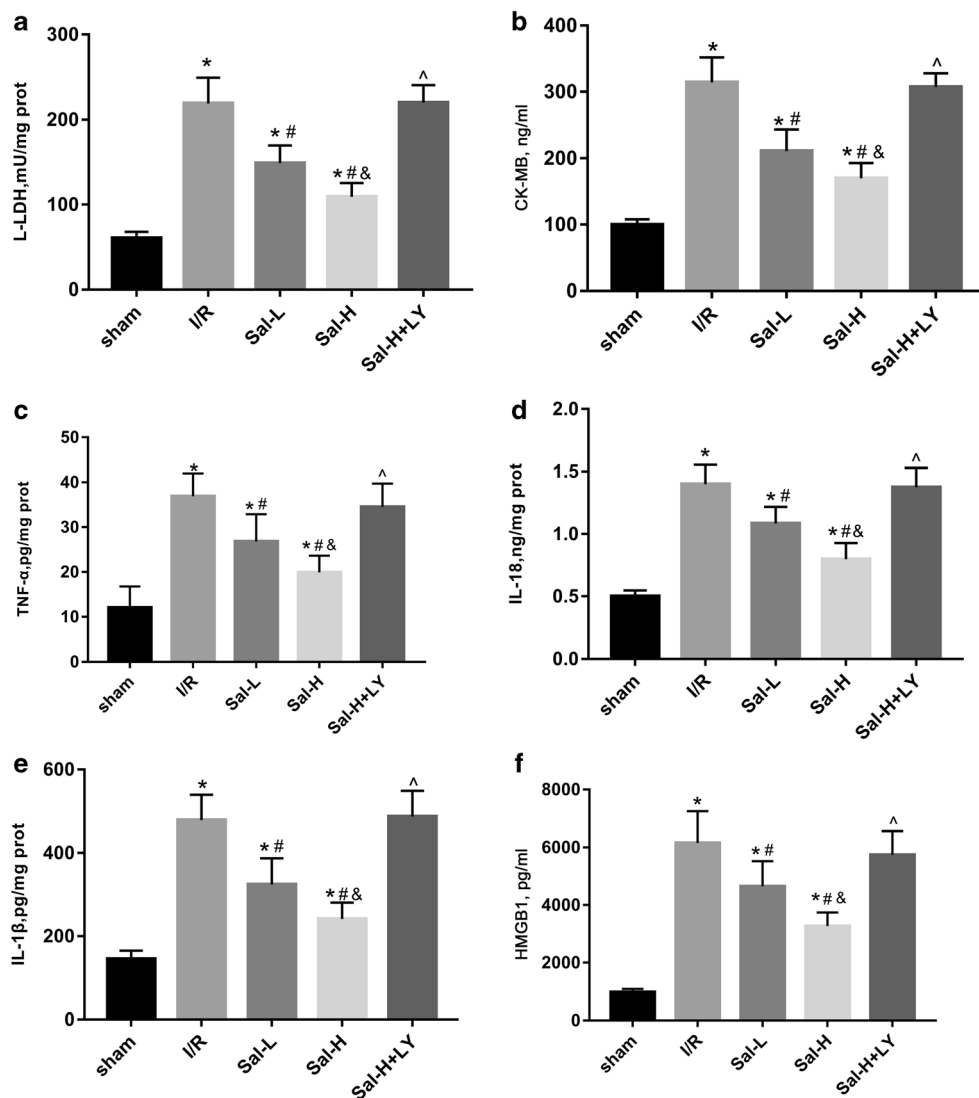 a
L-LDH,mU/mg prot
300
200
100
0
*
* #
*#&
^
sham
I/R
Sal-L
Sal-H
Sal-H+LY
b
CK-MB, ng/ml
400
300
200
100
0
*
* #
*# &
^
sham
I/R
Sal-L
Sal-H
Sal-H+LY
c
TNF-α,pg/mg prot
50
40
30
20
10
0
*
* #
*#&
^
sham
I/R
Sal-L
Sal-H
Sal-H+LY
d
IL-18,ng/mg prot
2.0
1.5
1.0
0.5
0.0
*
* #
*#&
^
sham
I/R
Sal-L
Sal-H
Sal-H+LY
e
IL-1β,pg/mg prot
600
400
200
0
*
* #
*#&
^
sham
I/R
Sal-L
Sal-H
Sal-H+LY
f
HMGB1, pg/ml
8000
6000
4000
2000
0
*
* #
*#&
^
sham
I/R
Sal-L
Sal-H
Sal-H+LY